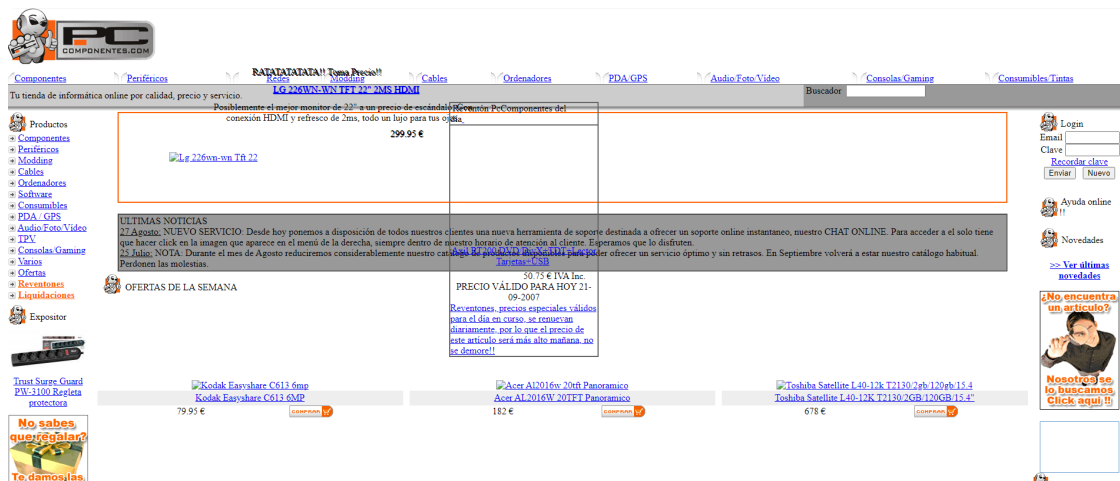 PC
COMPONENTES.COM
Componentes
Periféricos
Redes
Modding
Cables
Ordenadores
PDA/GPS
Audio/Foto/Vídeo
Consolas/Gaming
Consumibles/Tintas
Tu tienda de informática online por calidad, precio y servicio.
Buscador
RATATATATATA!! Toma Precio!!
LG 226WN-WN TFT 22" 2MS HDMI
Posiblemente el mejor monitor de 22" a un precio de escándalo. Con
conexión HDMI y refresco de 2ms, todo un lujo para tus ojos.
299.95 €
Lg 226wn-wn Tft 22
Productos
Componentes
Periféricos
Modding
Cables
Ordenadores
Software
Consumibles
PDA / GPS
Audio/Foto/Vídeo
TPV
Consolas/Gaming
Varios
Ofertas
Reventones
Liquidaciones
Expositor
Trust Surge Guard
PW-3100 Regleta
protectora
No sabes
que regalar?
Te damos las
Reventón PcComponentes del
día.
ULTIMAS NOTICIAS
27 Agosto: NUEVO SERVICIO: Desde hoy ponemos a disposición de todos nuestros clientes una nueva herramienta de soporte destinada a ofrecer un soporte online instantaneo, nuestro CHAT ONLINE. Para acceder a el solo tiene
que hacer click en la imagen que aparece en el menú de la derecha, siempre dentro de nuestro horario de atención al cliente. Esperamos que lo disfruten.
25 Julio: NOTA: Durante el mes de Agosto reduciremos considerablemente nuestro catálogo de productos disponibles para poder ofrecer un servicio óptimo y sin retrasos. En Septiembre volverá a estar nuestro catálogo habitual.
Perdonen las molestias.
DVD DivX+TDT+Lector
Tarjetas+USB
50.75 € IVA Inc.
PRECIO VÁLIDO PARA HOY 21-
09-2007
Reventones, precios especiales válidos
para el día en curso, se renuevan
diariamente, por lo que el precio de
este artículo será más alto mañana, no
se demore!!
OFERTAS DE LA SEMANA
Kodak Easyshare C613 6mp
Kodak Easyshare C613 6MP
79.95 €
COMPRAR
Acer Al2016w 20tft Panoramico
Acer AL2016W 20TFT Panoramico
182 €
COMPRAR
Toshiba Satellite L40-12k T2130/2gb/120gb/15.4
Toshiba Satellite L40-12K T2130/2GB/120GB/15.4"
678 €
COMPRAR
Login
Email
Clave
Recordar clave
Enviar
Nuevo
Ayuda online
!!
Novedades
>> Ver últimas
novedades
¿No encuentra
un artículo?
Nosotros se
lo buscamos
Click aquí !!